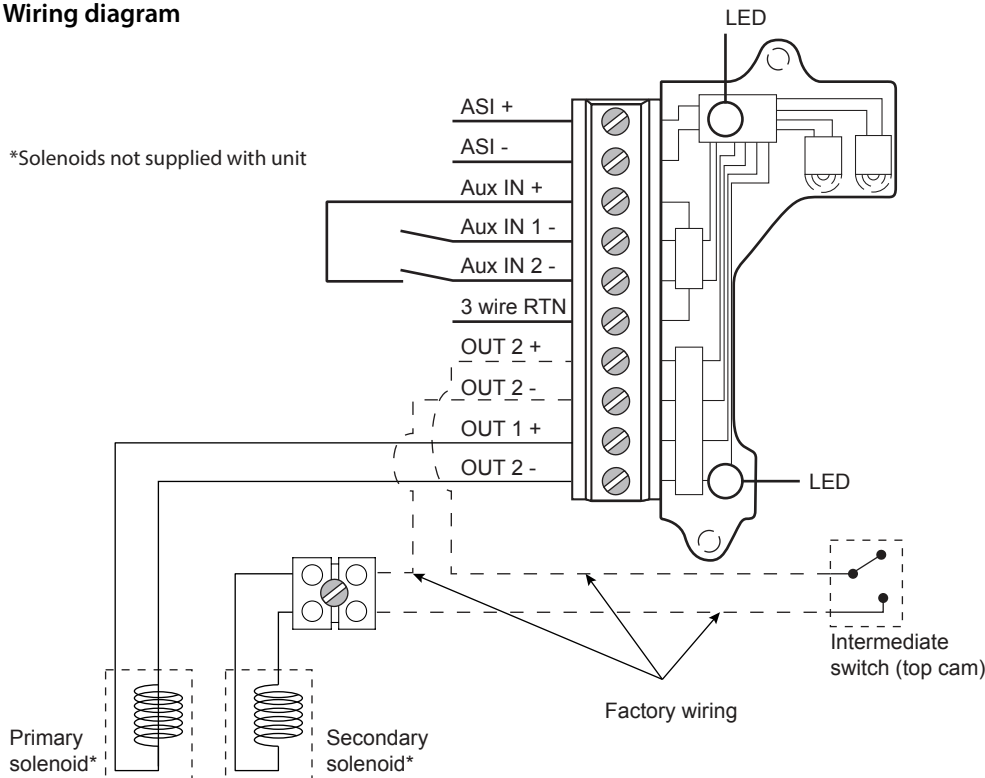 Wiring diagram
LED
ASI +
*Solenoids not supplied with unit
ASI -
Aux IN +
Aux IN 1 -
Aux IN 2 -
3 wire RTN
OUT 2 +
OUT 2 -
OUT 1 +
OUT 2 -
LED
Intermediate
switch (top cam)
Factory wiring
Primary
solenoid*
Secondary
solenoid*